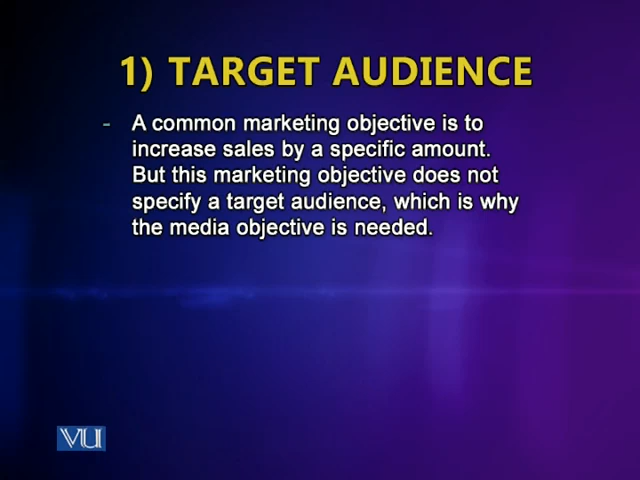 1) TARGET AUDIENCE
- A common marketing objective is to
increase sales by a specific amount.
But this marketing objective does not
specify a target audience, which is why
the media objective is needed.
VU